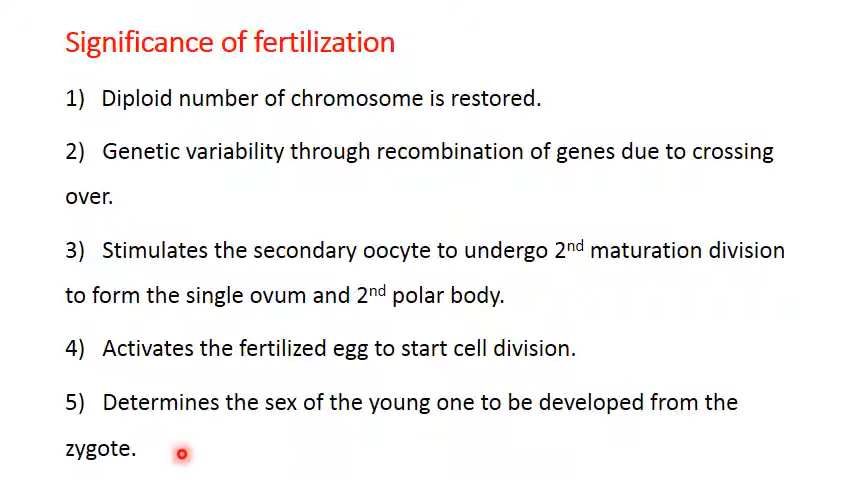 Significance of fertilization
1) Diploid number of chromosome is restored.
2) Genetic variability through recombination of genes due to crossing
over.
3) Stimulates the secondary oocyte to undergo 2nd maturation division
to form the single ovum and 2nd polar body.
4) Activates the fertilized egg to start cell division.
5) Determines the sex of the young one to be developed from the
zygote.